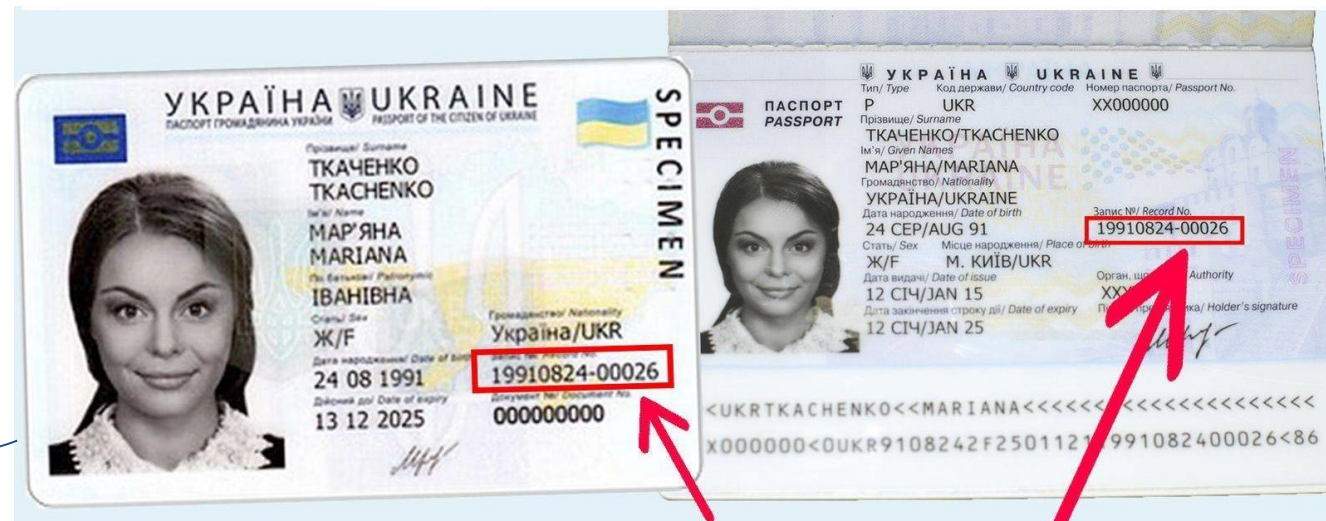 УКРАЇНА UKRAINE
ПАСПОРТ ГРОМАДЯНИНА УКРАЇНИ PASSPORT OF THE CITIZEN OF UKRAINE
SPECIMEN
Прізвище/ Surname
ТКАЧЕНКО
TKACHENKO
Ім'я/ Name
МАР'ЯНА
MARIANA
По батькові/ Patronymic
ІВАНІВНА
Стать/ Sex
Ж/F
Громадянство/ Nationality
Україна/UKR
Дата народження/ Date of birth
24 08 1991
Запис №/ Record No.
19910824-00026
Дійсний до/ Date of expiry
13 12 2025
Документ №/ Document No.
000000000
УКРАЇНА UKRAINE
ПАСПОРТ
PASSPORT
Тип/ Type Код держави/ Country code Номер паспорта/ Passport No.
P UKR XX000000
Прізвище/ Surname
ТКАЧЕНКО/TKACHENKO
Ім'я/ Given Names
МАР'ЯНА/MARIANA
Громадянство/ Nationality
УКРАЇНА/UKRAINE
Дата народження/ Date of birth
24 СЕР/AUG 91
Запис №/ Record No.
19910824-00026
Стать/ Sex Місце народження/ Place of birth
Ж/F М. КИЇВ/UKR
Дата видачі/ Date of issue
12 СІЧ/JAN 15
Орган, Authority
Дата закінчення строку дії/ Date of expiry
12 СІЧ/JAN 25
Holder's signature
SPECIMEN
<UKRTKACHENKO<<MARIANA<<<<<<<<<<<<<<<<<<<